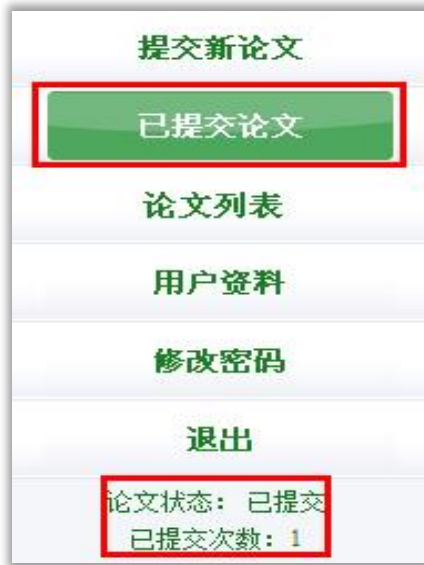 提交新论文
已提交论文
论文列表
用户资料
修改密码
退出
论文状态： 已提交
已提交次数：1